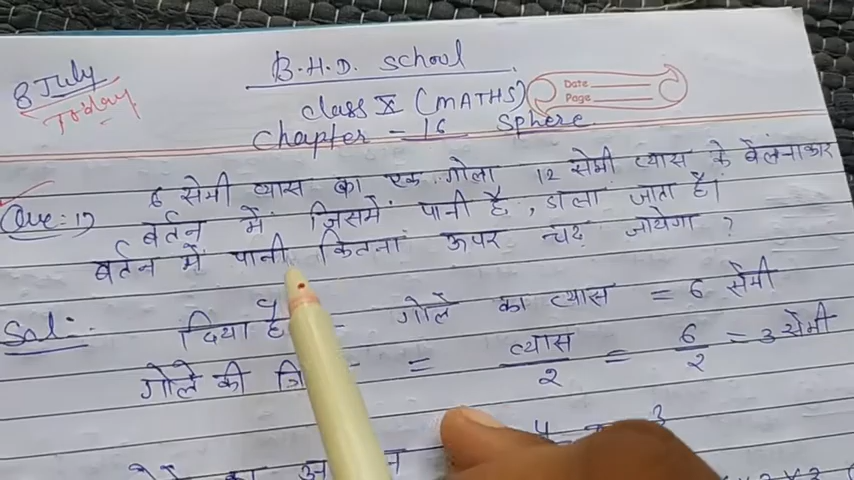 8 July
Today
B.H.D. school
class X (MATHS)
Date
Page
Chapter - 16 Sphere
Que:1) 6 सेमी व्यास का एक गोला 12 सेमी व्यास के बेलनाकार
बर्तन में जिसमें पानी है, डाला जाता है।
बर्तन में पानी कितना ऊपर चढ़ जायेगा ?
Sol:- दिया है गोले का व्यास = 6 सेमी
गोले की = व्यास/2 = 6/2 = 3 सेमी